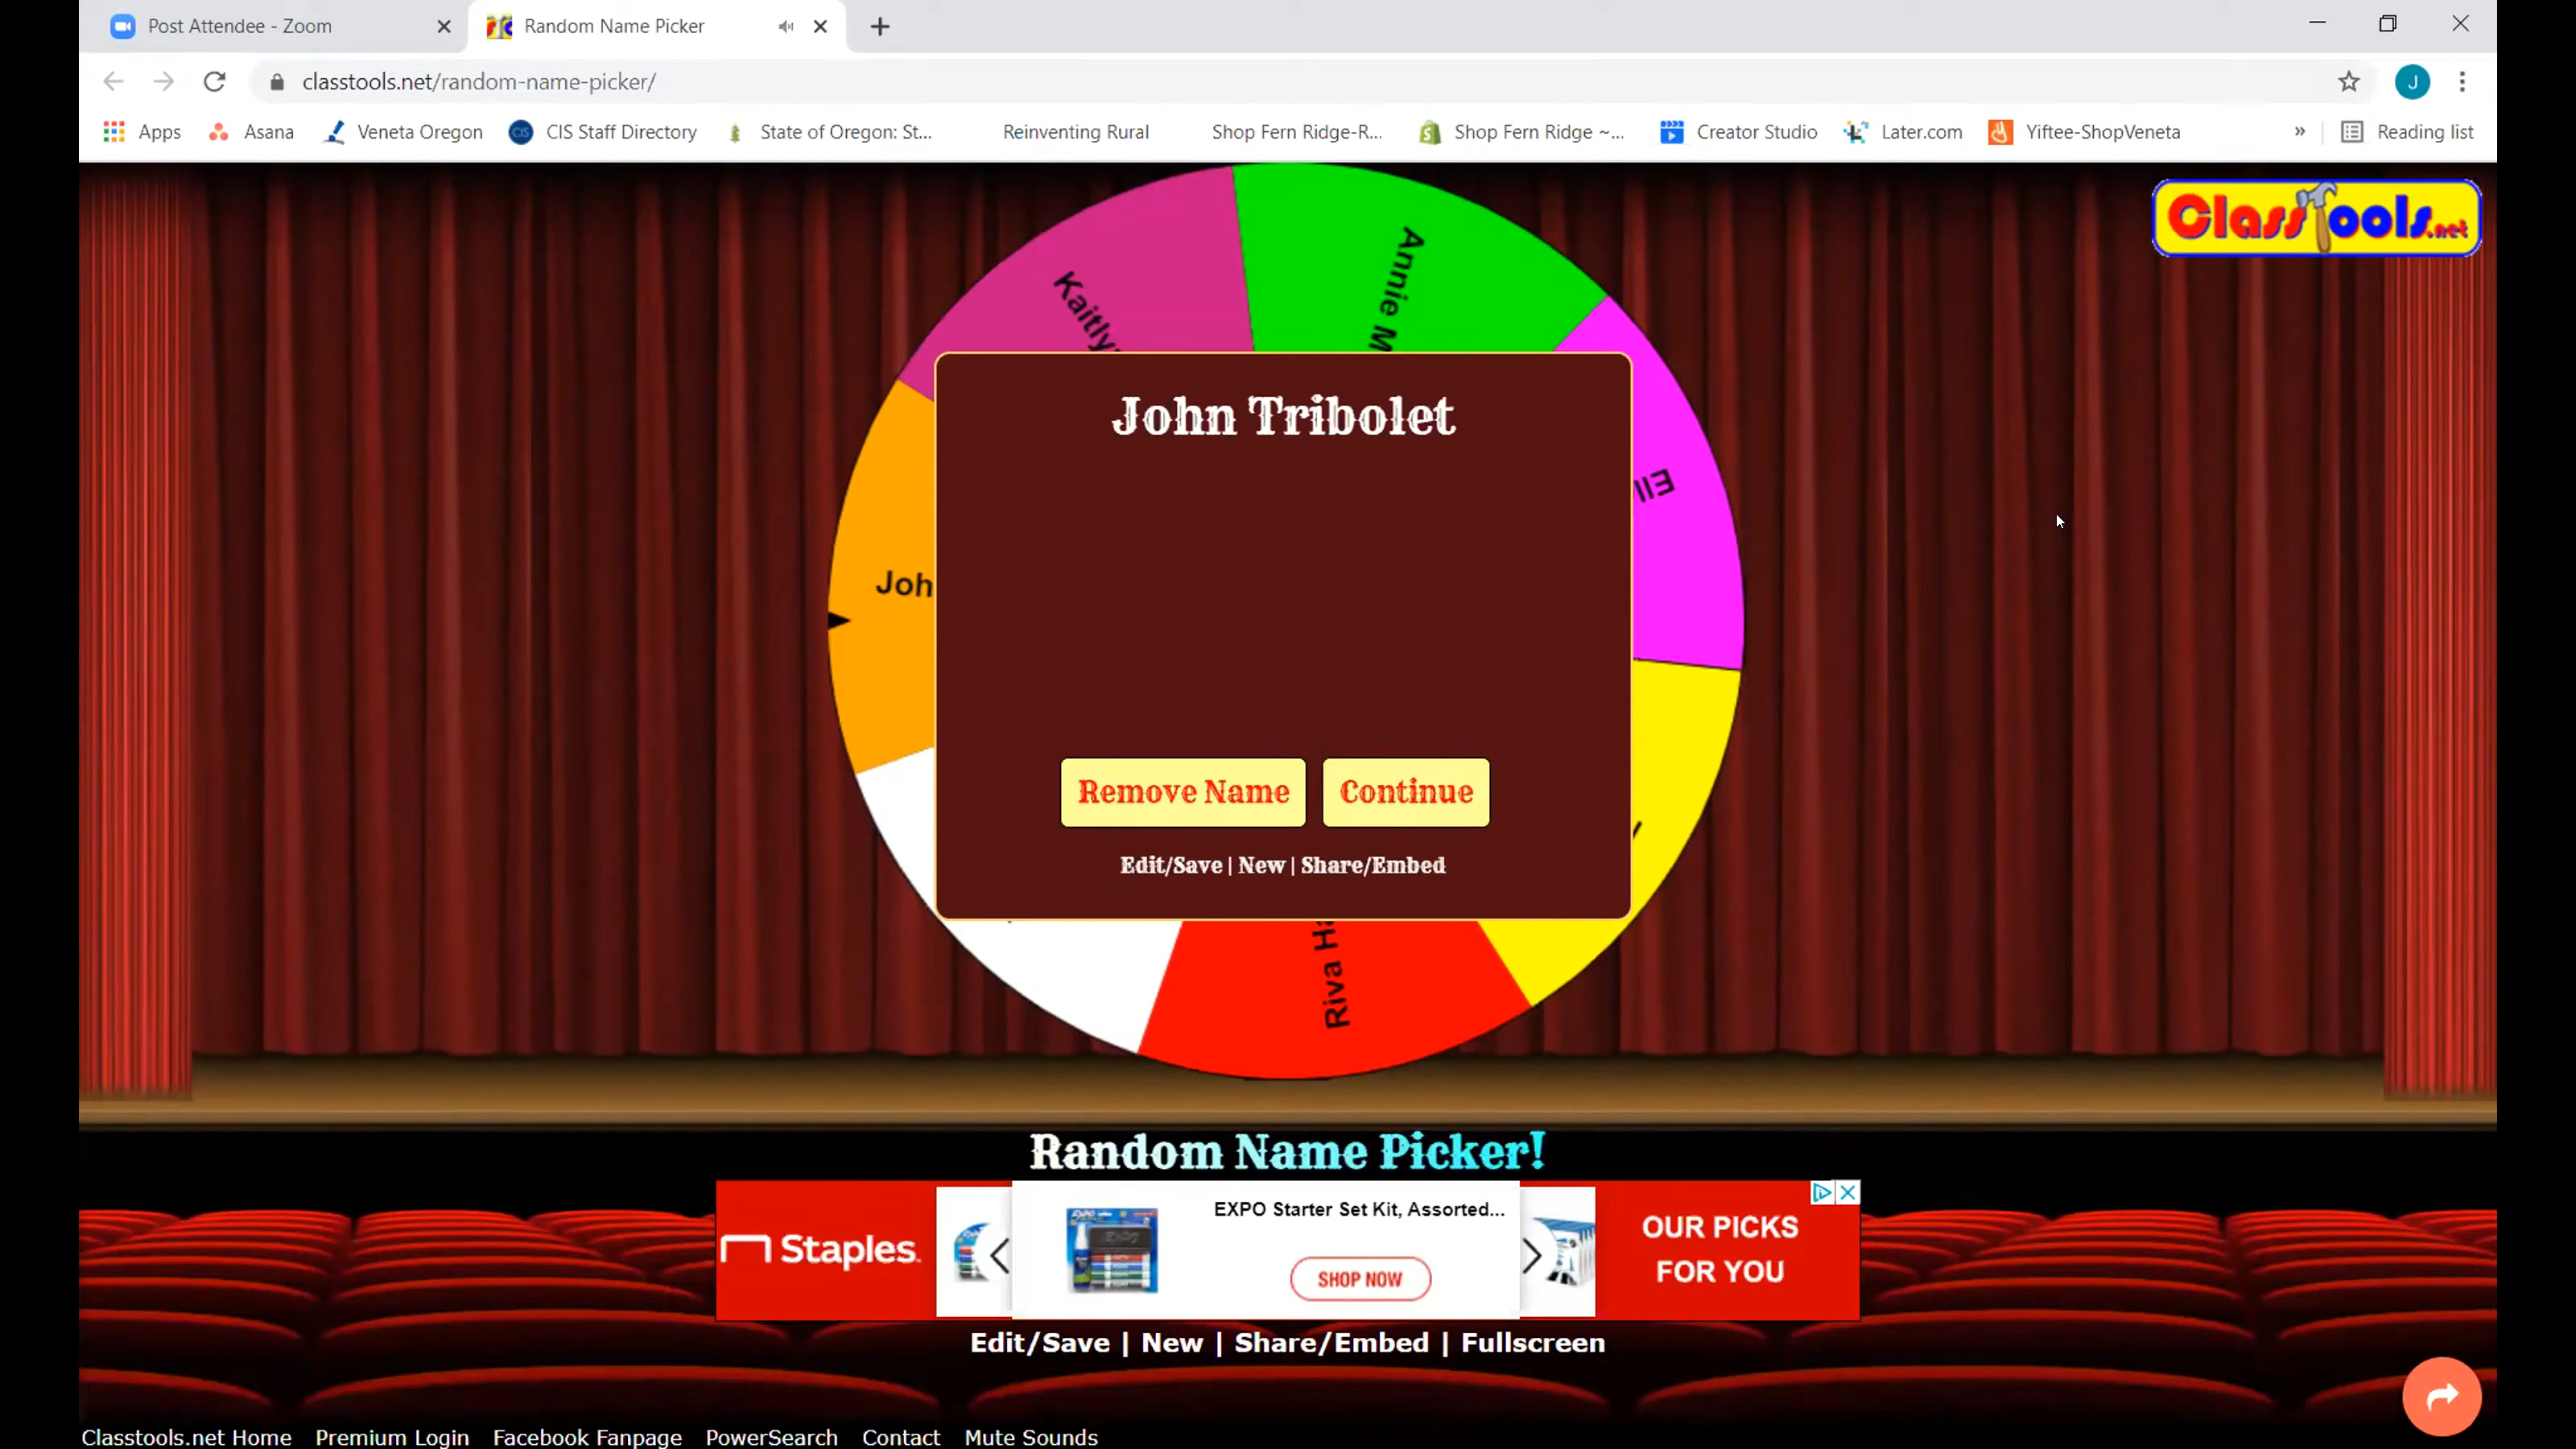 Post Attendee - Zoom
Random Name Picker
classtools.net/random-name-picker/
J
Apps
Asana
Veneta Oregon
CIS
CIS Staff Directory
State of Oregon: St...
Reinventing Rural
Shop Fern Ridge-R...
Shop Fern Ridge ~...
Creator Studio
Later.com
Yiftee-ShopVeneta
»
Reading list
ClassTools.net
Annie M
Kaitly
Ell
Joh
Riva Ha
John Tribolet
Remove Name
Continue
Edit/Save | New | Share/Embed
Random Name Picker!
Staples
EXPO
EXPO Starter Set Kit, Assorted...
SHOP NOW
OUR PICKS
FOR YOU
Edit/Save | New | Share/Embed | Fullscreen
Classtools.net Home Premium Login Facebook Fanpage PowerSearch Contact Mute Sounds